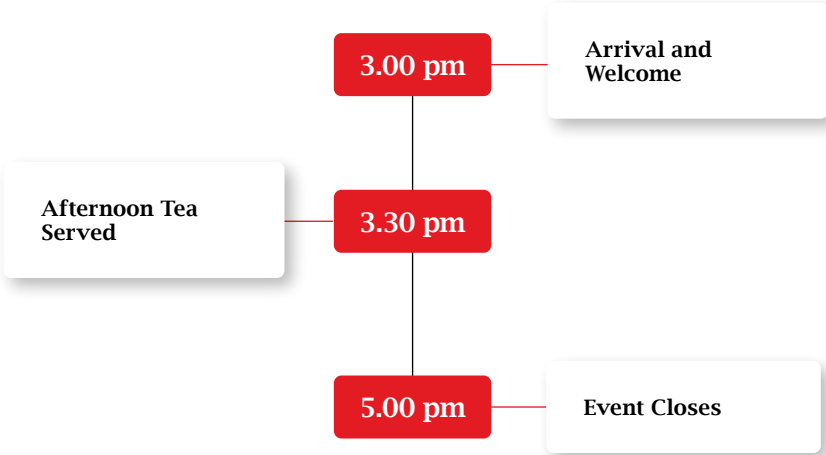 3.00 pm
Arrival and
Welcome
Afternoon Tea
Served
3.30 pm
5.00 pm
Event Closes